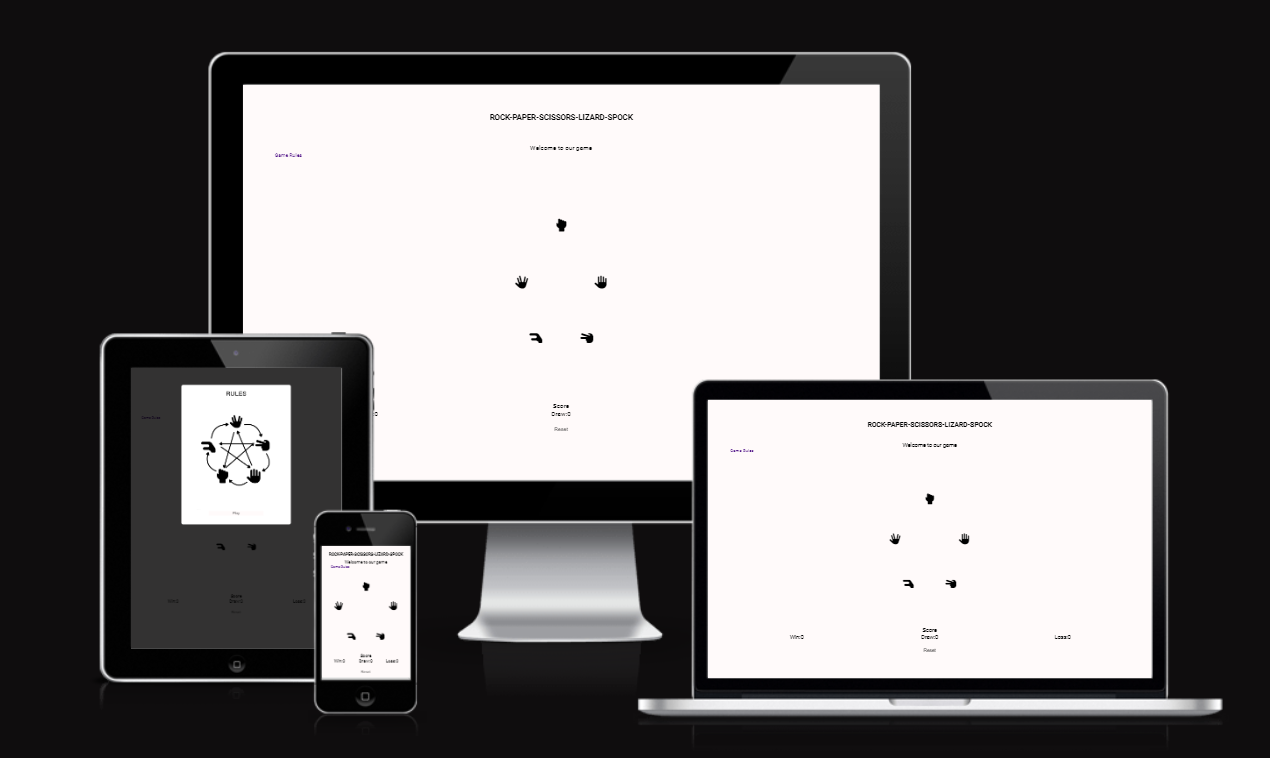 ROCK-PAPER-SCISSORS-LIZARD-SPOCK
Welcome to our game
Game Rules
Score
Draw:0
Reset
RULES
Play
Game Rules
Score
Win:0 Draw:0 Loss:0
ROCK-PAPER-SCISSORS-LIZARD-SPOCK
Welcome to our game
Game Rules
Score
Win:0 Draw:0 Loss:0
Reset
ROCK-PAPER-SCISSORS-LIZARD-SPOCK
Welcome to our game
Game Rules
Score
Win:0 Draw:0 Loss:0
Reset